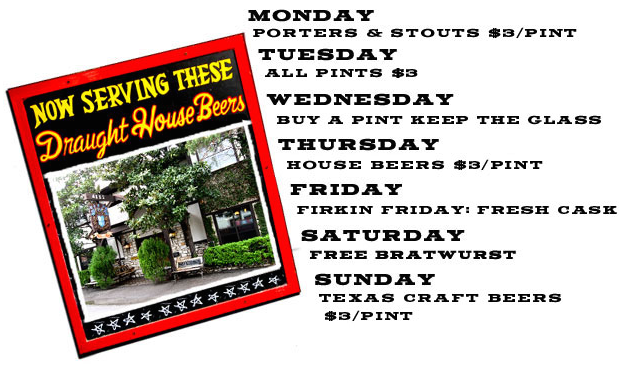 NOW SERVING THESE
Draught House Beers
MONDAY
PORTERS & STOUTS $3/PINT
TUESDAY
ALL PINTS $3
WEDNESDAY
BUY A PINT KEEP THE GLASS
THURSDAY
HOUSE BEERS $3/PINT
FRIDAY
FIRKIN FRIDAY: FRESH CASK
SATURDAY
FREE BRATWURST
SUNDAY
TEXAS CRAFT BEERS
$3/PINT